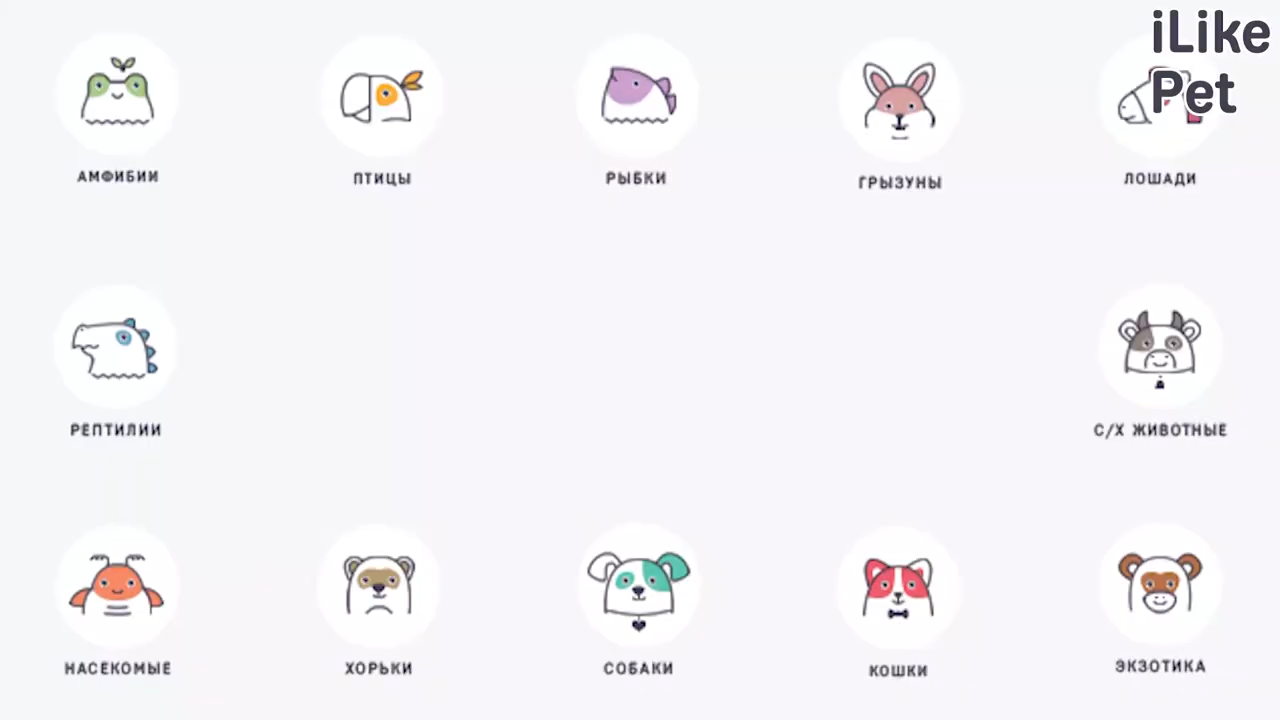 iLike
Pet
АМФИБИИ
ПТИЦЫ
РЫБКИ
ГРЫЗУНЫ
ЛОШАДИ
РЕПТИЛИИ
С/Х ЖИВОТНЫЕ
НАСЕКОМЫЕ
ХОРЬКИ
СОБАКИ
КОШКИ
ЭКЗОТИКА